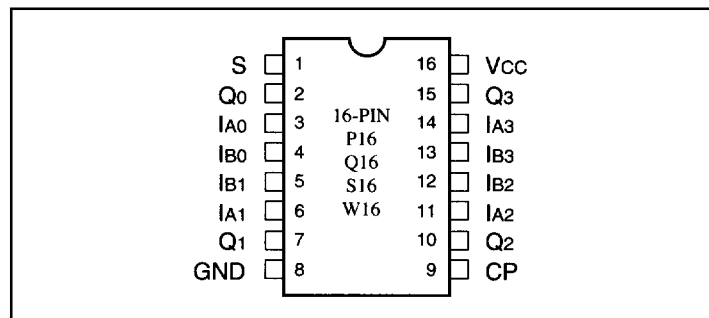 S 1 16 Vcc
Q0 2 15 Q3
IA0 3 16-PIN 14 IA3
IB0 4 P16 13 IB3
IB1 5 Q16 12 IB2
IA1 6 S16 11 IA2
Q1 7 W16 10 Q2
GND 8 9 CP